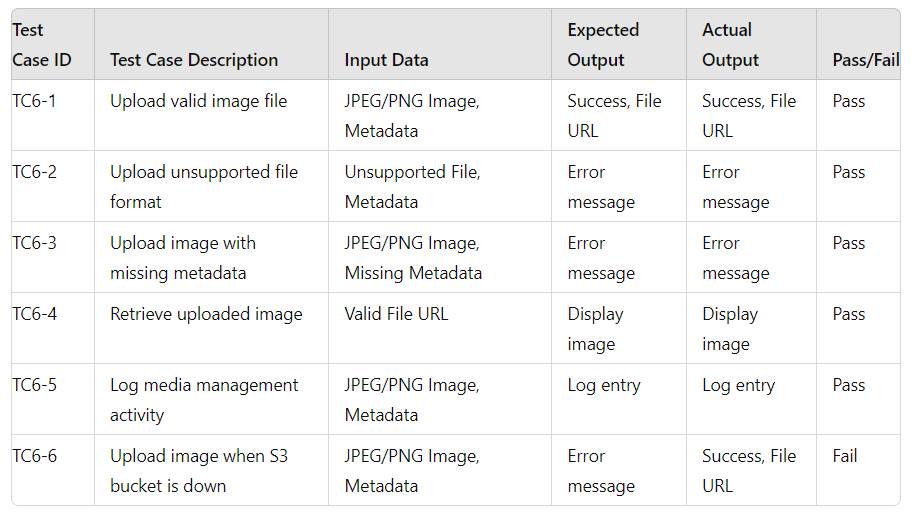 Test Case ID | Test Case Description | Input Data | Expected Output | Actual Output | Pass/Fail
TC6-1 | Upload valid image file | JPEG/PNG Image, Metadata | Success, File URL | Success, File URL | Pass
TC6-2 | Upload unsupported file format | Unsupported File, Metadata | Error message | Error message | Pass
TC6-3 | Upload image with missing metadata | JPEG/PNG Image, Missing Metadata | Error message | Error message | Pass
TC6-4 | Retrieve uploaded image | Valid File URL | Display image | Display image | Pass
TC6-5 | Log media management activity | JPEG/PNG Image, Metadata | Log entry | Log entry | Pass
TC6-6 | Upload image when S3 bucket is down | JPEG/PNG Image, Metadata | Error message | Success, File URL | Fail